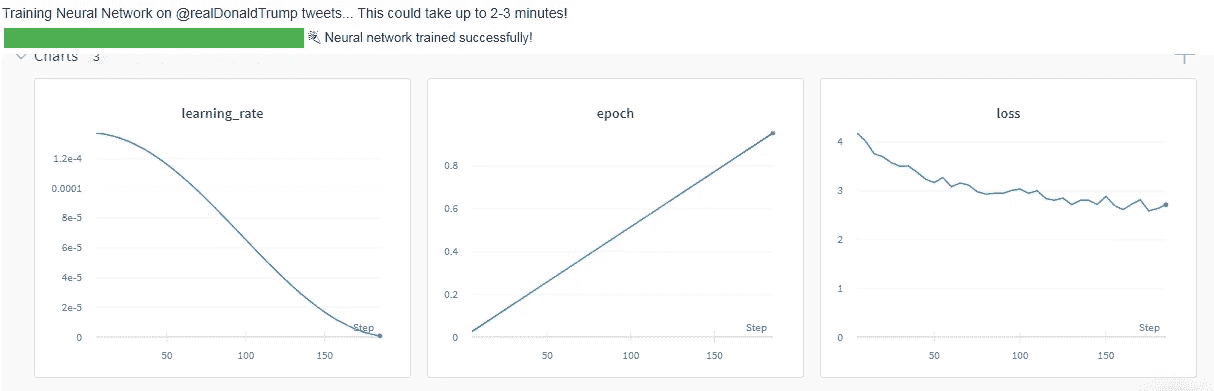 Training Neural Network on @realDonaldTrump tweets... This could take up to 2-3 minutes!
Neural network trained successfully!
Charts 3
learning_rate
1.2e-4
0.0001
8e-5
6e-5
4e-5
2e-5
0
50
100
150
Step
epoch
0.8
0.6
0.4
0.2
0
50
100
150
Step
loss
4
3
2
1
0
50
100
150
Step